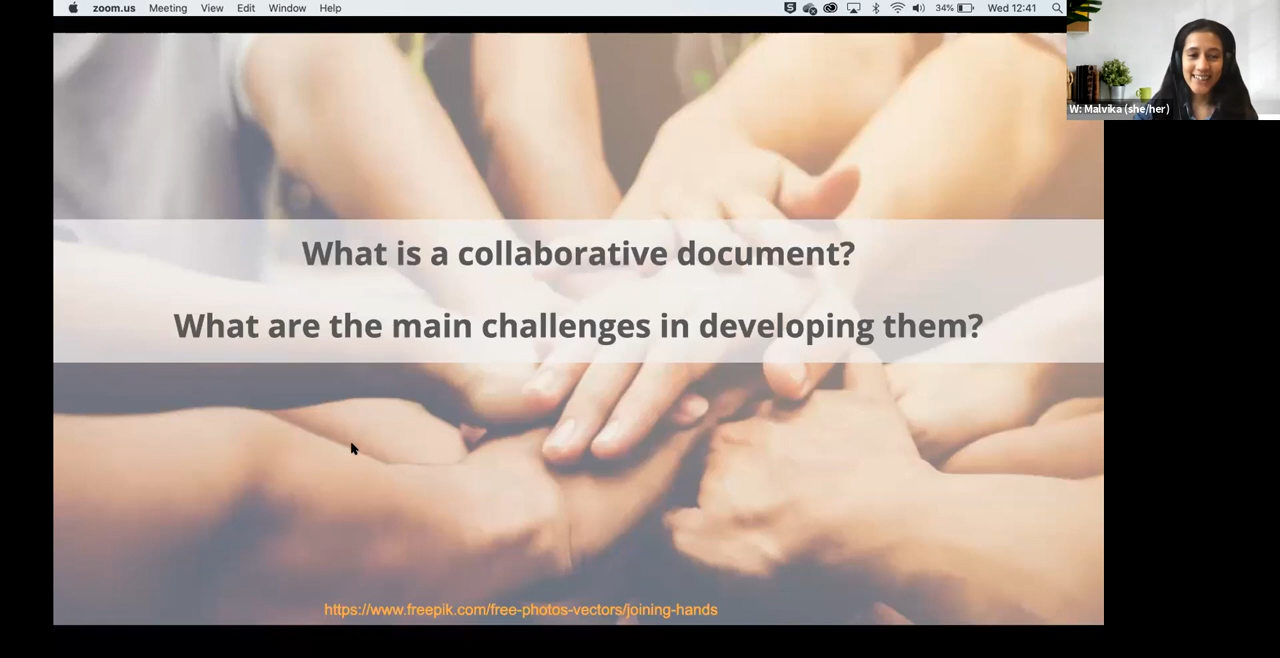 zoom.us Meeting View Edit Window Help 34% Wed 12:41
W: Malvika (she/her)
What is a collaborative document?
What are the main challenges in developing them?
https://www.freepik.com/free-photos-vectors/joining-hands